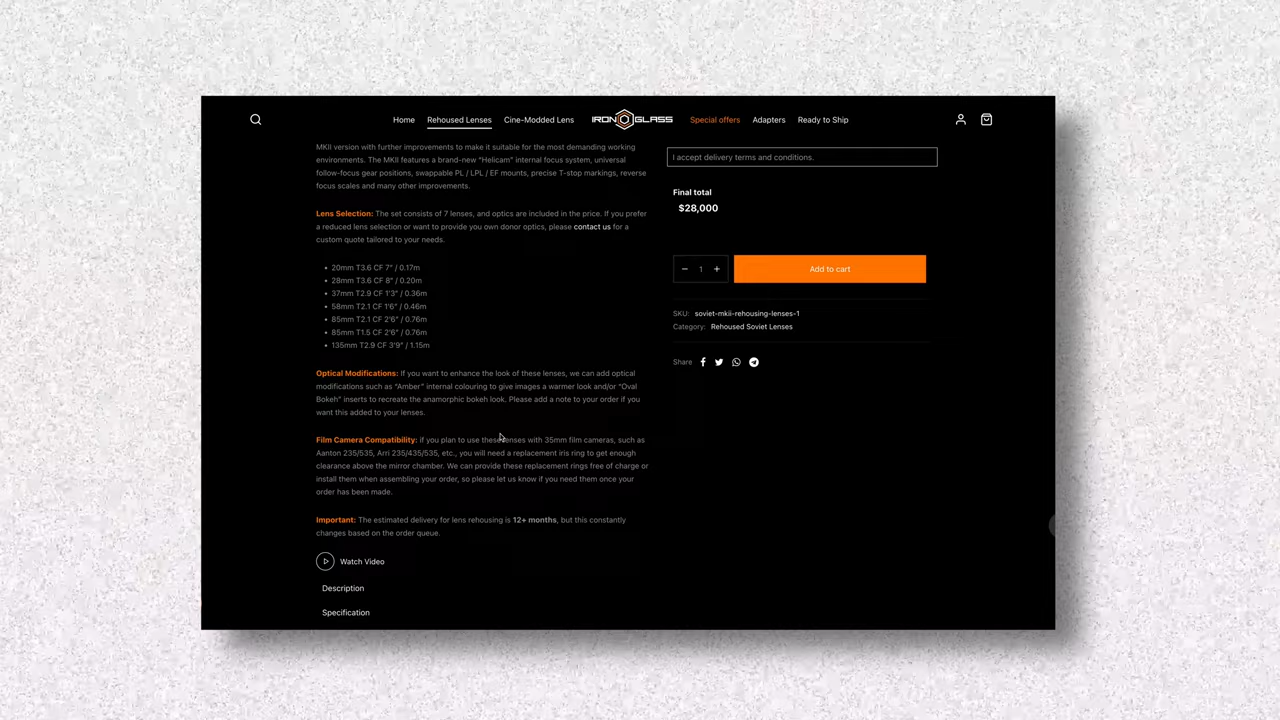 Home Rehoused Lenses Cine-Modded Lens IRON GLASS Special offers Adapters Ready to Ship
MKII version with further improvements to make it suitable for the most demanding working
environments. The MKII features a brand-new "Helicam" internal focus system, universal
follow-focus gear positions, swappable PL / LPL / EF mounts, precise T-stop markings, reverse
focus scales and many other improvements.
Lens Selection: The set consists of 7 lenses, and optics are included in the price. If you prefer
a reduced lens selection or want to provide you own donor optics, please contact us for a
custom quote tailored to your needs.
• 20mm T3.6 CF 7" / 0.17m
• 28mm T3.6 CF 8" / 0.20m
• 37mm T2.9 CF 1'3" / 0.36m
• 58mm T2.1 CF 1'6" / 0.46m
• 85mm T2.1 CF 2'6" / 0.76m
• 85mm T1.5 CF 2'6" / 0.76m
• 135mm T2.9 CF 3'9" / 1.15m
Optical Modifications: If you want to enhance the look of these lenses, we can add optical
modifications such as "Amber" internal colouring to give images a warmer look and/or "Oval
Bokeh" inserts to recreate the anamorphic bokeh look. Please add a note to your order if you
want this added to your lenses.
Film Camera Compatibility: if you plan to use these lenses with 35mm film cameras, such as
Aanton 235/535, Arri 235/435/535, etc., you will need a replacement iris ring to get enough
clearance above the mirror chamber. We can provide these replacement rings free of charge or
install them when assembling your order, so please let us know if you need them once your
order has been made.
Important: The estimated delivery for lens rehousing is 12+ months, but this constantly
changes based on the order queue.
Watch Video
Description
Specification
I accept delivery terms and conditions.
Final total
$28,000
− 1 + Add to cart
SKU: soviet-mkii-rehousing-lenses-1
Category: Rehoused Soviet Lenses
Share